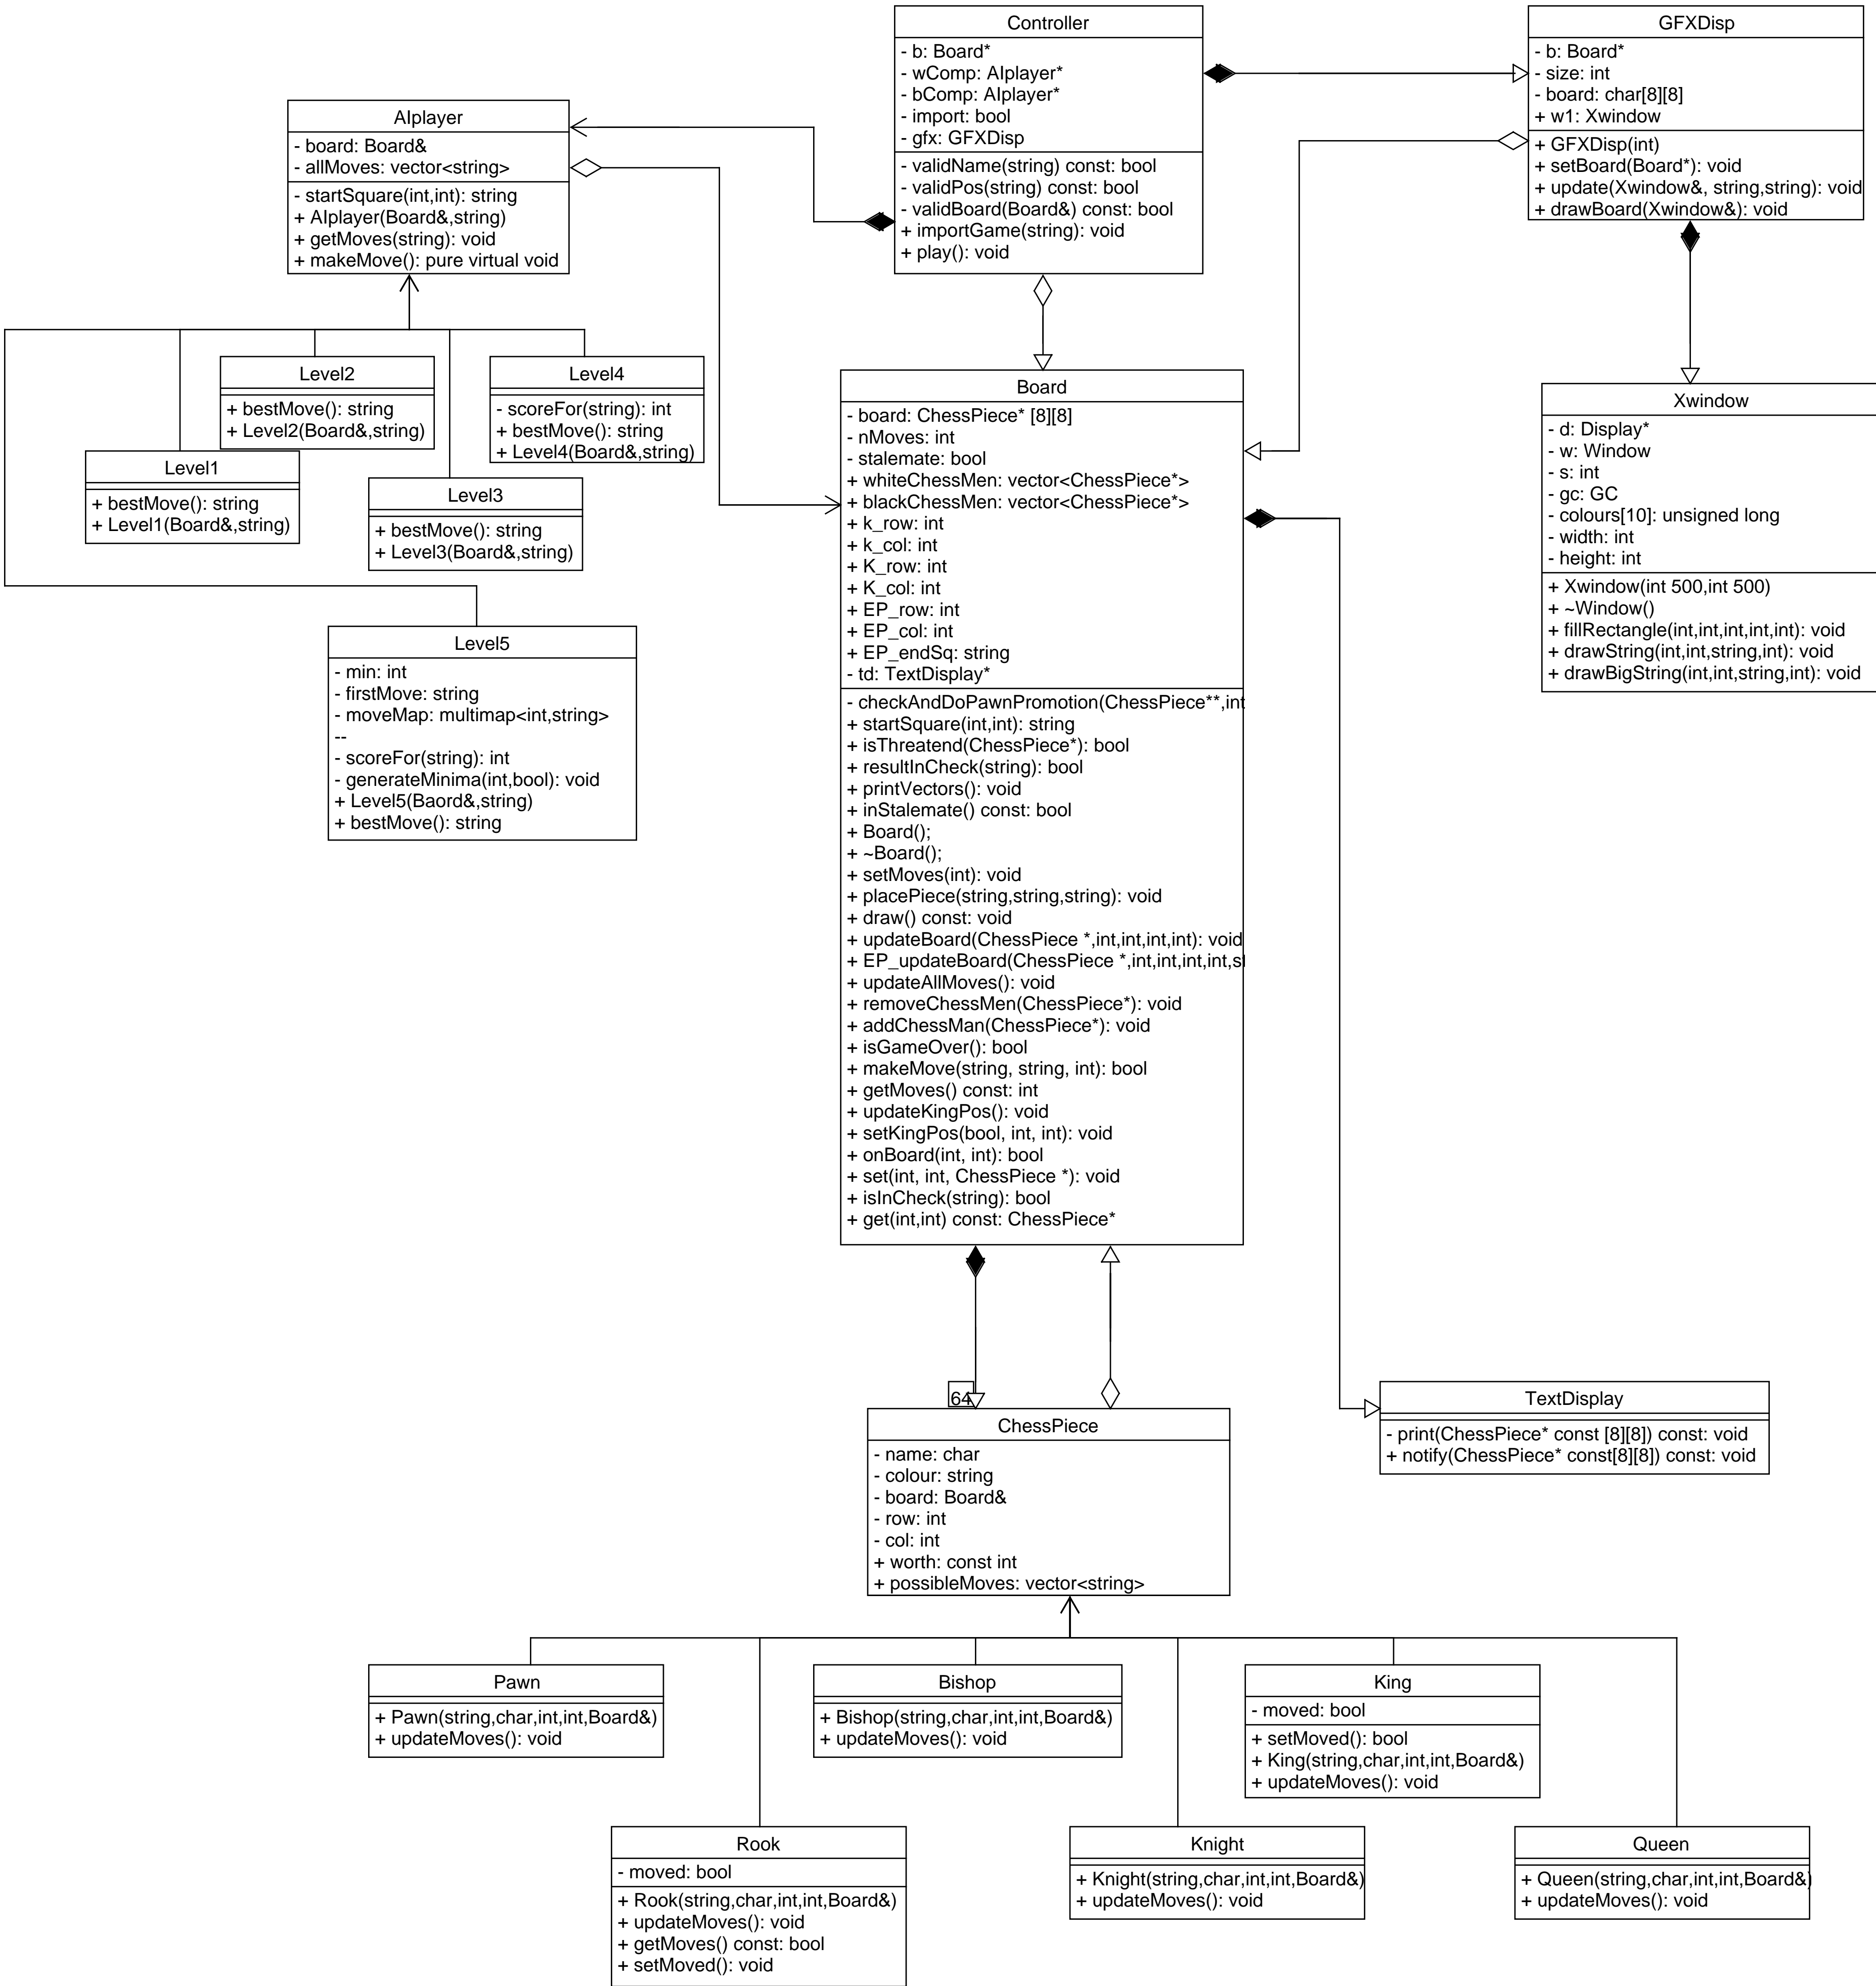 Controller
- b: Board*
- wComp: AIplayer*
- bComp: AIplayer*
- import: bool
- gfx: GFXDisp
- validName(string) const: bool
- validPos(string) const: bool
- validBoard(Board&) const: bool
+ importGame(string): void
+ play(): void
GFXDisp
- b: Board*
- size: int
- board: char[8][8]
+ w1: Xwindow
+ GFXDisp(int)
+ setBoard(Board*): void
+ update(Xwindow&, string,string): void
+ drawBoard(Xwindow&): void
AIplayer
- board: Board&
- allMoves: vector<string>
- startSquare(int,int): string
+ AIplayer(Board&,string)
+ getMoves(string): void
+ makeMove(): pure virtual void
Level2
+ bestMove(): string
+ Level2(Board&,string)
Level4
- scoreFor(string): int
+ bestMove(): string
+ Level4(Board&,string)
Level1
+ bestMove(): string
+ Level1(Board&,string)
Level3
+ bestMove(): string
+ Level3(Board&,string)
Level5
- min: int
- firstMove: string
- moveMap: multimap<int,string>
--
- scoreFor(string): int
- generateMinima(int,bool): void
+ Level5(Baord&,string)
+ bestMove(): string
Board
- board: ChessPiece* [8][8]
- nMoves: int
- stalemate: bool
+ whiteChessMen: vector<ChessPiece*>
+ blackChessMen: vector<ChessPiece*>
+ k_row: int
+ k_col: int
+ K_row: int
+ K_col: int
+ EP_row: int
+ EP_col: int
+ EP_endSq: string
- td: TextDisplay*
- checkAndDoPawnPromotion(ChessPiece**,int
+ startSquare(int,int): string
+ isThreatend(ChessPiece*): bool
+ resultInCheck(string): bool
+ printVectors(): void
+ inStalemate() const: bool
+ Board();
+ ~Board();
+ setMoves(int): void
+ placePiece(string,string,string): void
+ draw() const: void
+ updateBoard(ChessPiece *,int,int,int,int): void
+ EP_updateBoard(ChessPiece *,int,int,int,int,st
+ updateAllMoves(): void
+ removeChessMen(ChessPiece*): void
+ addChessMan(ChessPiece*): void
+ isGameOver(): bool
+ makeMove(string, string, int): bool
+ getMoves() const: int
+ updateKingPos(): void
+ setKingPos(bool, int, int): void
+ onBoard(int, int): bool
+ set(int, int, ChessPiece *): void
+ isInCheck(string): bool
+ get(int,int) const: ChessPiece*
Xwindow
- d: Display*
- w: Window
- s: int
- gc: GC
- colours[10]: unsigned long
- width: int
- height: int
+ Xwindow(int 500,int 500)
+ ~Window()
+ fillRectangle(int,int,int,int,int): void
+ drawString(int,int,string,int): void
+ drawBigString(int,int,string,int): void
64
ChessPiece
- name: char
- colour: string
- board: Board&
- row: int
- col: int
+ worth: const int
+ possibleMoves: vector<string>
TextDisplay
- print(ChessPiece* const [8][8]) const: void
+ notify(ChessPiece* const[8][8]) const: void
Pawn
+ Pawn(string,char,int,int,Board&)
+ updateMoves(): void
Bishop
+ Bishop(string,char,int,int,Board&)
+ updateMoves(): void
King
- moved: bool
+ setMoved(): bool
+ King(string,char,int,int,Board&)
+ updateMoves(): void
Rook
- moved: bool
+ Rook(string,char,int,int,Board&)
+ updateMoves(): void
+ getMoves() const: bool
+ setMoved(): void
Knight
+ Knight(string,char,int,int,Board&)
+ updateMoves(): void
Queen
+ Queen(string,char,int,int,Board&)
+ updateMoves(): void